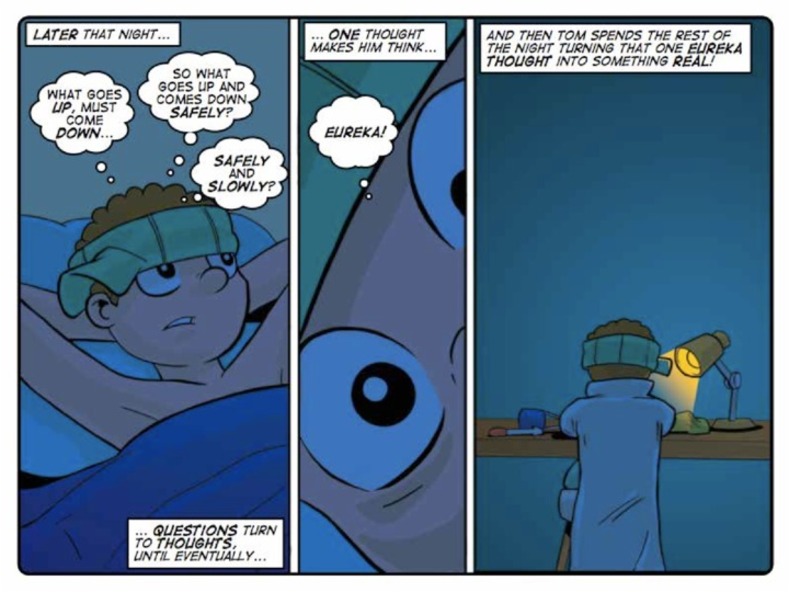 LATER THAT NIGHT...
WHAT GOES
UP, MUST
COME
DOWN...
SO WHAT
GOES UP AND
COMES DOWN
SAFELY?
SAFELY
AND
SLOWLY?
... QUESTIONS TURN
TO THOUGHTS,
UNTIL EVENTUALLY...
... ONE THOUGHT
MAKES HIM THINK...
EUREKA!
AND THEN TOM SPENDS THE REST OF
THE NIGHT TURNING THAT ONE EUREKA
THOUGHT INTO SOMETHING REAL!